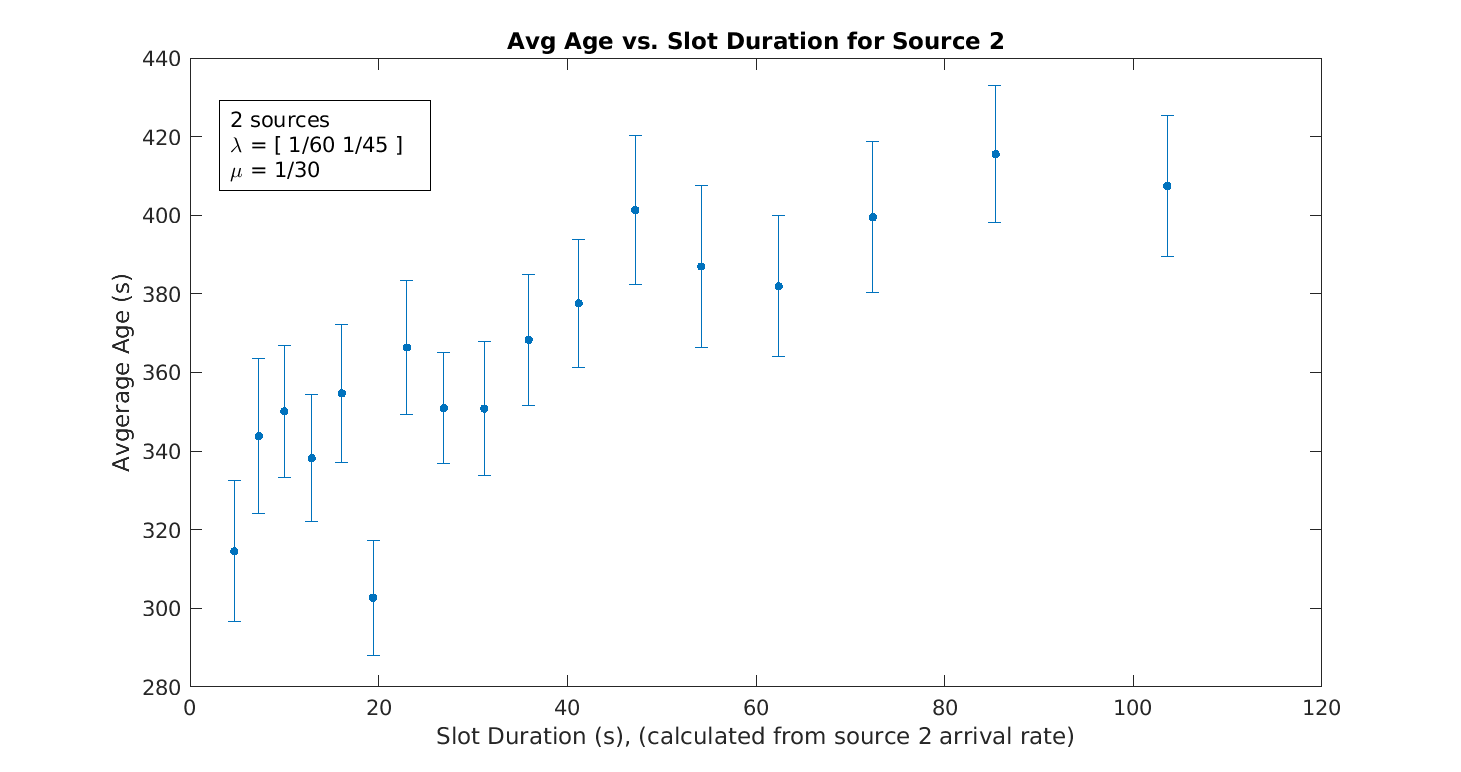 Avg Age vs. Slot Duration for Source 2
440
420
400
380
360
340
320
300
280
2 sources
λ = [ 1/60 1/45 ]
μ = 1/30
Avgerage Age (s)
0 20 40 60 80 100 120
Slot Duration (s), (calculated from source 2 arrival rate)